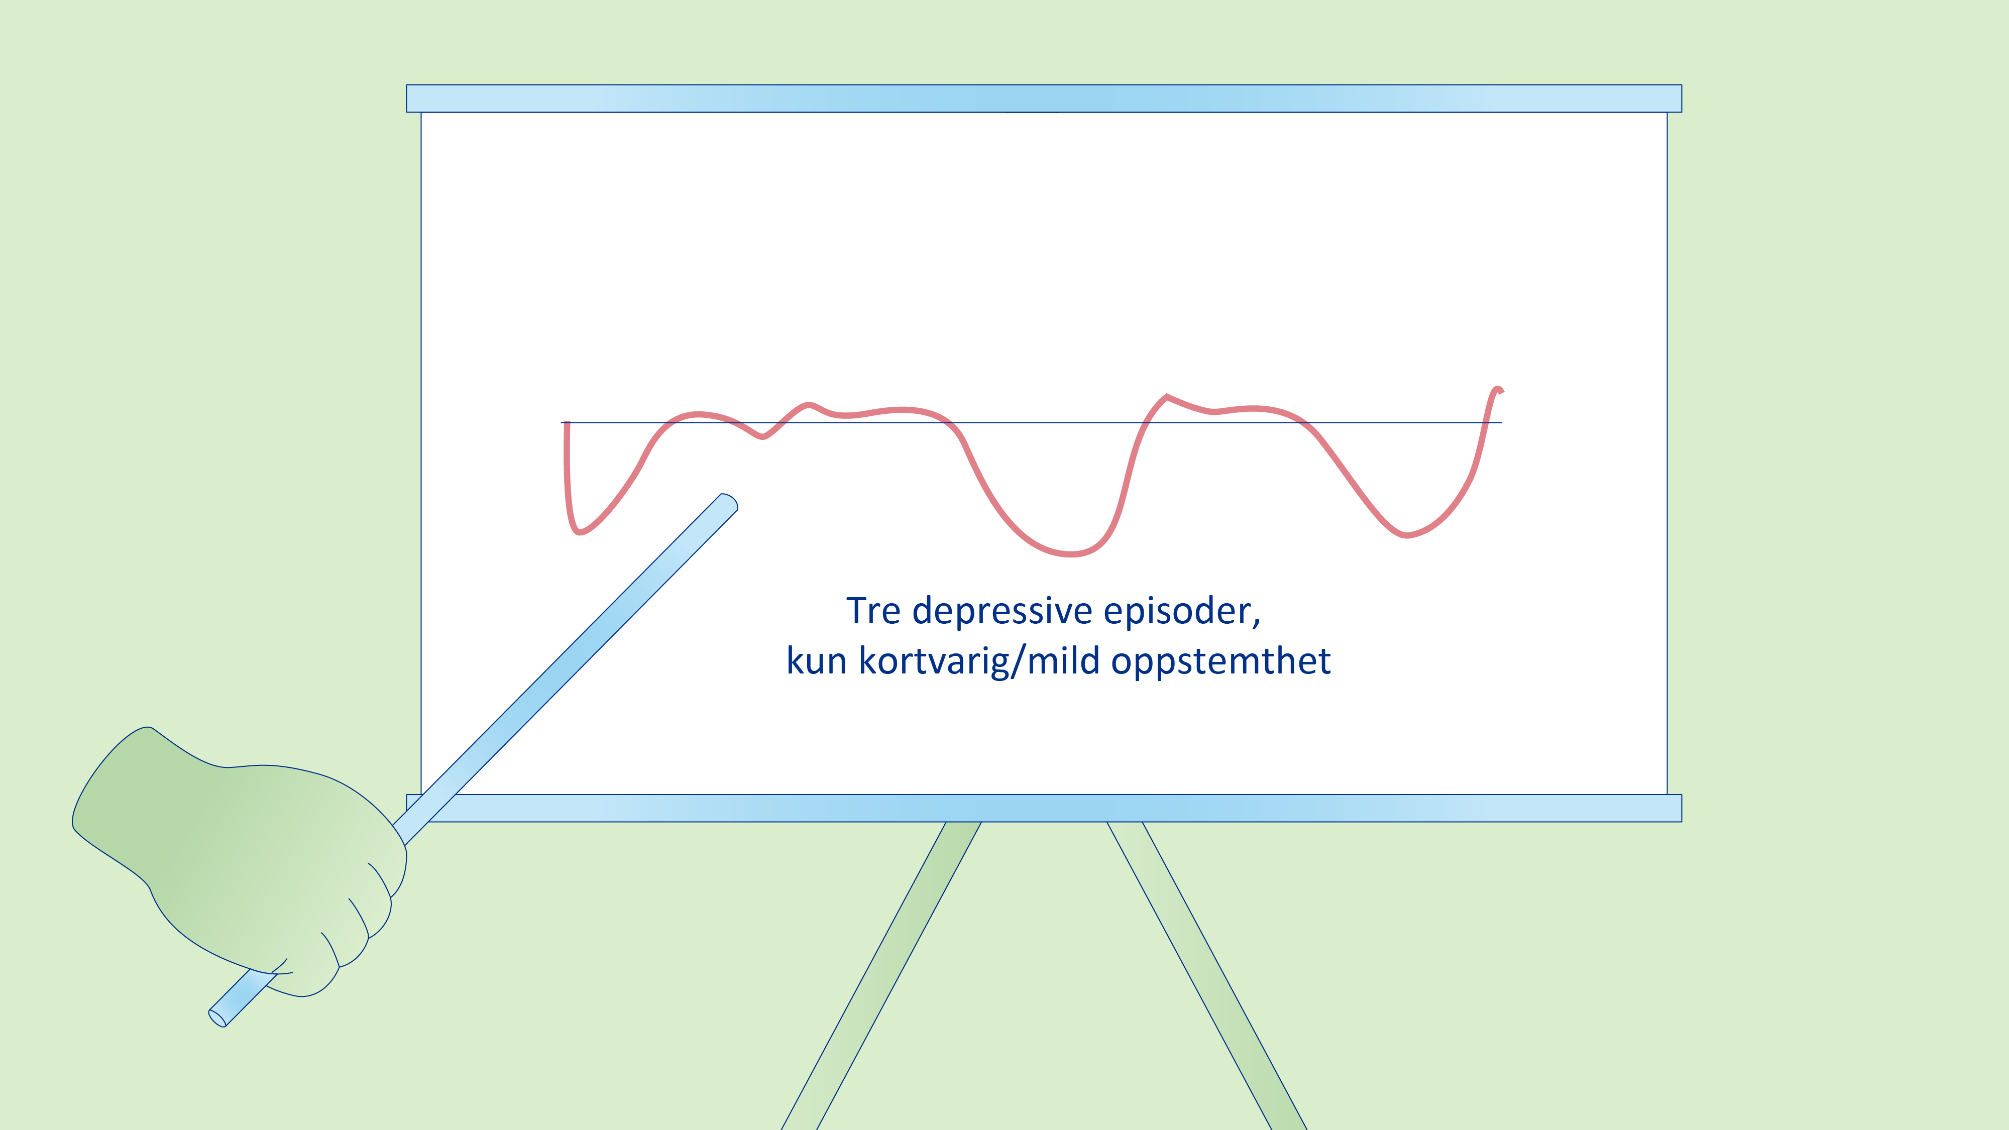 Tre depressive episoder,
kun kortvarig/mild oppstemthet